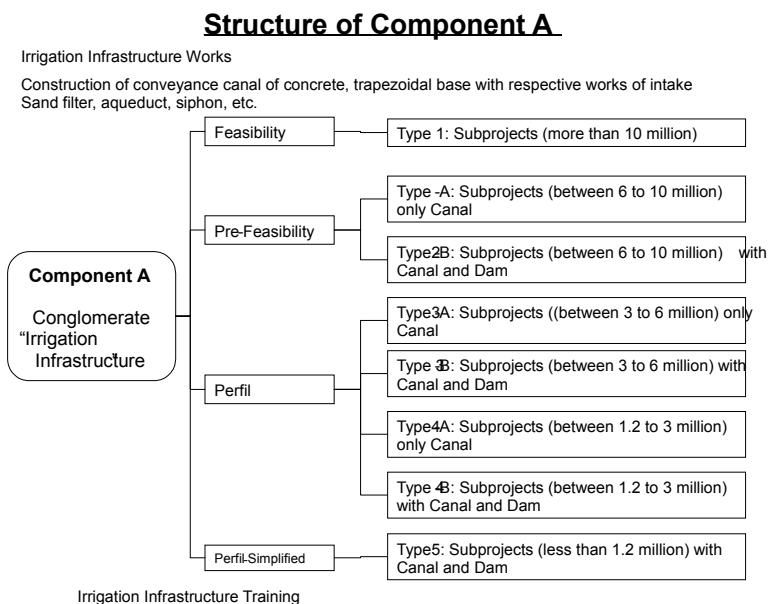 Structure of Component A
Irrigation Infrastructure Works
Construction of conveyance canal of concrete, trapezoidal base with respective works of intake
Sand filter, aqueduct, siphon, etc.
Feasibility
Type 1: Subprojects (more than 10 million)
Pre-Feasibility
Type -A: Subprojects (between 6 to 10 million)
only Canal
Type2-B: Subprojects (between 6 to 10 million) with
Canal and Dam
Component A
Conglomerate
“Irrigation
Infrastructure”
Perfil
Type3-A: Subprojects ((between 3 to 6 million) only
Canal
Type 3-B: Subprojects (between 3 to 6 million) with
Canal and Dam
Type4-A: Subprojects (between 1.2 to 3 million)
only Canal
Type 4-B: Subprojects (between 1.2 to 3 million)
with Canal and Dam
Perfil-Simplified
Type5: Subprojects (less than 1.2 million) with
Canal and Dam
Irrigation Infrastructure Training